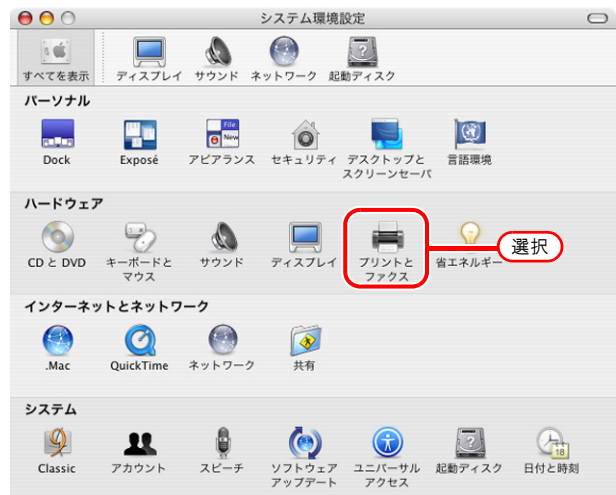 システム環境設定
すべてを表示 ディスプレイ サウンド ネットワーク 起動ディスク
パーソナル
File
New
Dock Exposé アピアランス セキュリティ デスクトップと
スクリーンセーバ 言語環境
ハードウェア
選択
CD と DVD キーボードと
マウス サウンド ディスプレイ プリントと
ファクス 省エネルギー
インターネットとネットワーク
.Mac QuickTime ネットワーク 共有
システム
18
Classic アカウント スピーチ ソフトウェア
アップデート ユニバーサル
アクセス 起動ディスク 日付と時刻